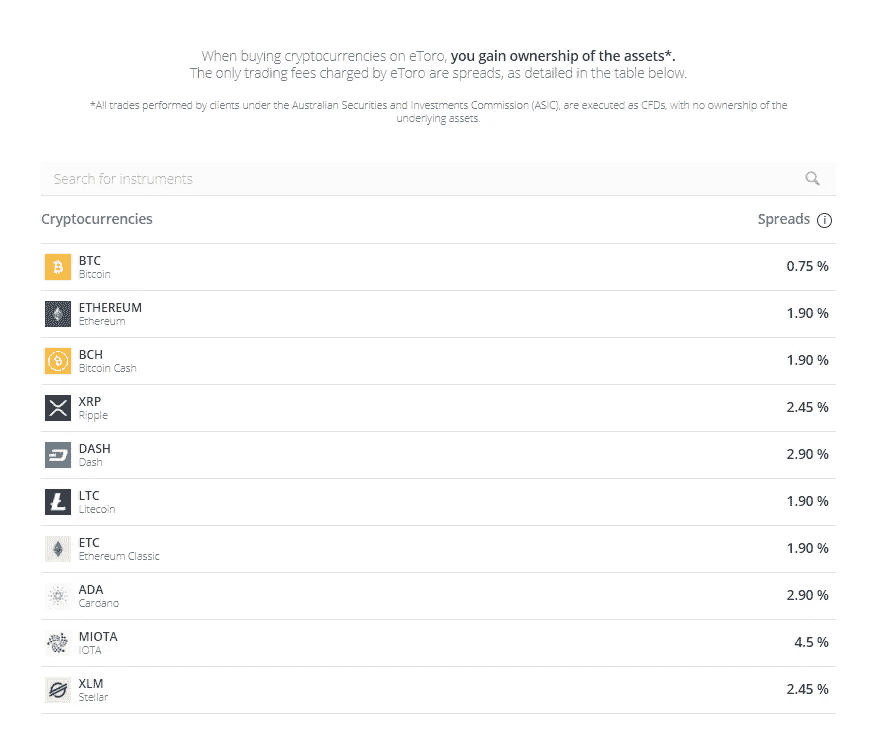 When buying cryptocurrencies on eToro, you gain ownership of the assets*.
The only trading fees charged by eToro are spreads, as detailed in the table below.
*All trades performed by clients under the Australian Securities and Investments Commission (ASIC), are executed as CFDs, with no ownership of the
underlying assets.
Search for instruments
Cryptocurrencies Spreads
BTC
Bitcoin
0.75 %
ETHEREUM
Ethereum
1.90 %
BCH
Bitcoin Cash
1.90 %
XRP
Ripple
2.45 %
DASH
Dash
2.90 %
LTC
Litecoin
1.90 %
ETC
Ethereum Classic
1.90 %
ADA
Cardano
2.90 %
MIOTA
IOTA
4.5 %
XLM
Stellar
2.45 %